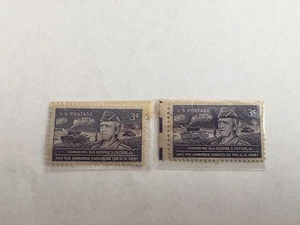 U.S. POSTAGE
3¢
HONORING GEN. GEORGE S. PATTON, JR.
AND THE ARMORED FORCES OF THE U.S. ARMY
U.S. POSTAGE
3¢
HONORING GEN. GEORGE S. PATTON, JR.
AND THE ARMORED FORCES OF THE U.S. ARMY